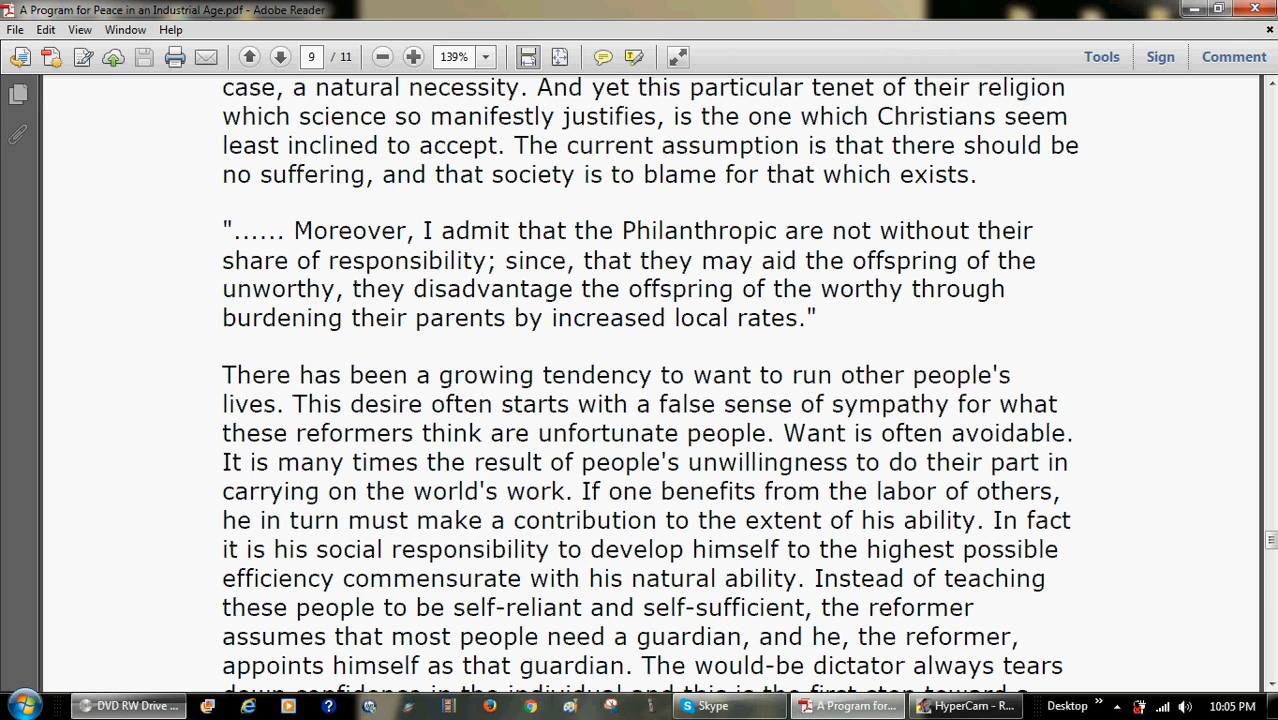 A Program for Peace in an Industrial Age.pdf - Adobe Reader
File Edit View Window Help
9 / 11 139% Tools Sign Comment
case, a natural necessity. And yet this particular tenet of their religion
which science so manifestly justifies, is the one which Christians seem
least inclined to accept. The current assumption is that there should be
no suffering, and that society is to blame for that which exists.
"...... Moreover, I admit that the Philanthropic are not without their
share of responsibility; since, that they may aid the offspring of the
unworthy, they disadvantage the offspring of the worthy through
burdening their parents by increased local rates."
There has been a growing tendency to want to run other people's
lives. This desire often starts with a false sense of sympathy for what
these reformers think are unfortunate people. Want is often avoidable.
It is many times the result of people's unwillingness to do their part in
carrying on the world's work. If one benefits from the labor of others,
he in turn must make a contribution to the extent of his ability. In fact
it is his social responsibility to develop himself to the highest possible
efficiency commensurate with his natural ability. Instead of teaching
these people to be self-reliant and self-sufficient, the reformer
assumes that most people need a guardian, and he, the reformer,
appoints himself as that guardian. The would-be dictator always tears
down confidence in the individual and this is the first step toward a
DVD RW Drive ... Skype A Program for... HyperCam - R... Desktop » 10:05 PM